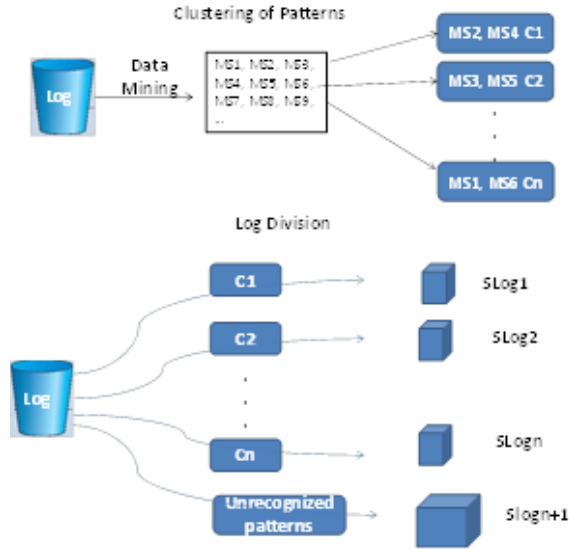 Clustering of Patterns
Log
Data
Mining
MS1, MS2, MS3,
MS4, MS5, MS6,
MS7, MS8, MS9,
...
MS2, MS4 C1
MS3, MS5 C2
MS1, MS6 Cn
Log Division
Log
C1
SLog1
C2
SLog2
Cn
SLogn
Unrecognized
patterns
Slogn+1